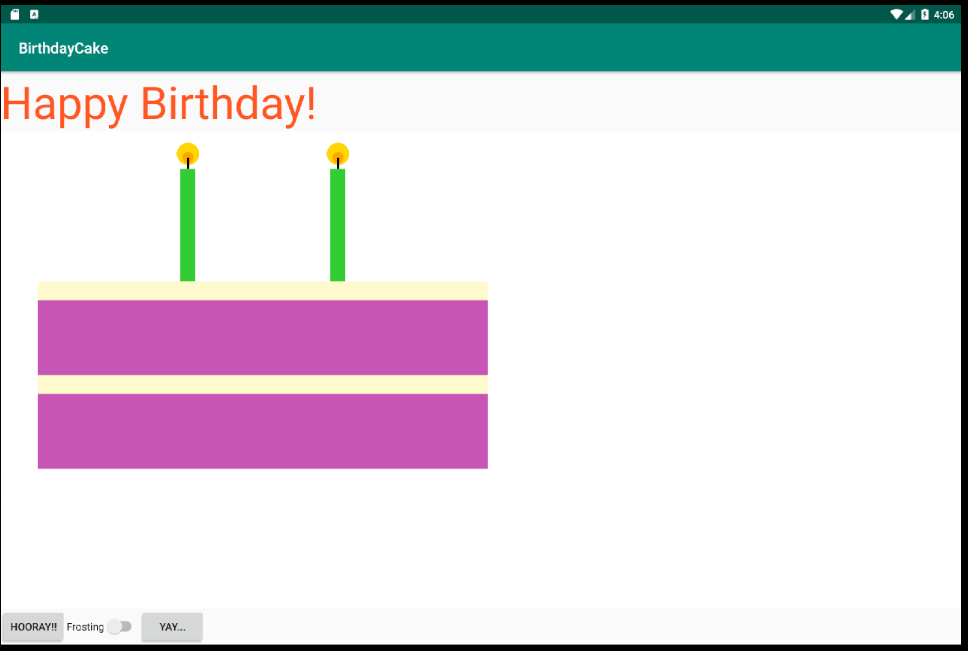 4:06
BirthdayCake
Happy Birthday!
HOORAY!! Frosting YAY...